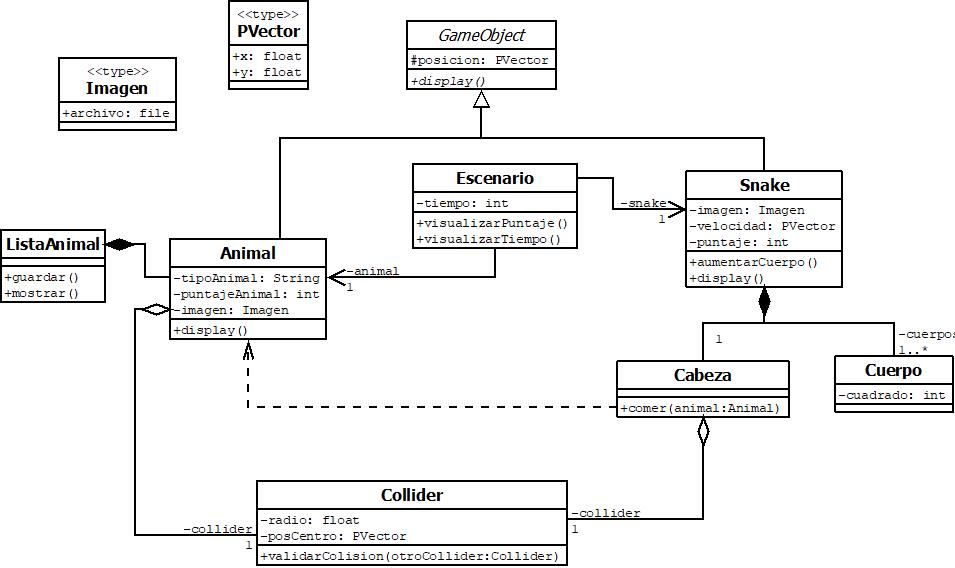 <<type>>
PVector
+x: float
+y: float
<<type>>
Imagen
+archivo: file
GameObject
#posicion: PVector
+display()
Escenario
-tiempo: int
+visualizarPuntaje()
+visualizarTiempo()
-snake
1
Snake
-imagen: Imagen
-velocidad: PVector
-puntaje: int
+aumentarCuerpo()
+display()
ListaAnimal
+guardar()
+mostrar()
Animal
-tipoAnimal: String
-puntajeAnimal: int
-imagen: Imagen
+display()
-animal
1
1
-cuerpos
1..*
Cabeza
+comer(animal:Animal)
Cuerpo
-cuadrado: int
Collider
-radio: float
-posCentro: PVector
+validarColision(otroCollider:Collider)
-collider
1
-collider
1